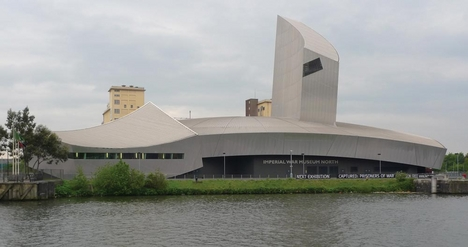 IMPERIAL WAR MUSEUM NORTH
NEXT EXHIBITION CAPTURED: PRISONERS OF WAR